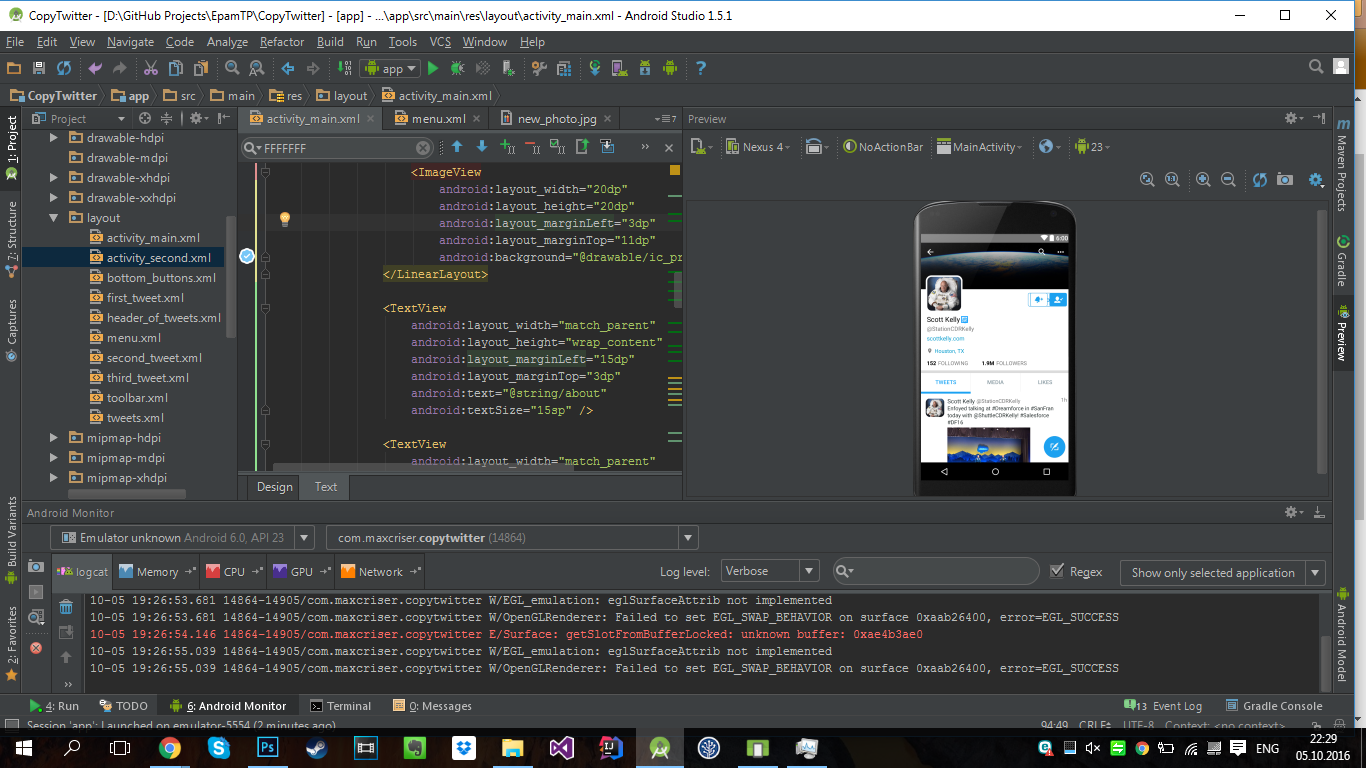 CopyTwitter - [D:\GitHub Projects\EpamTP\CopyTwitter] - [app] - ...\app\src\main\res\layout\activity_main.xml - Android Studio 1.5.1
File Edit View Navigate Code Analyze Refactor Build Run Tools VCS Window Help
app
CopyTwitter app src main res layout activity_main.xml
1: Project
Z: Structure
Captures
Build Variants
2: Favorites
Project
drawable-hdpi
drawable-mdpi
drawable-xhdpi
drawable-xxhdpi
layout
activity_main.xml
activity_second.xml
bottom_buttons.xml
first_tweet.xml
header_of_tweets.xml
menu.xml
second_tweet.xml
third_tweet.xml
toolbar.xml
tweets.xml
mipmap-hdpi
mipmap-mdpi
mipmap-xhdpi
activity_main.xml menu.xml new_photo.jpg 7
FFFFFFF
<ImageView
android:layout_width="20dp"
android:layout_height="20dp"
android:layout_marginLeft="3dp"
android:layout_marginTop="11dp"
android:background="@drawable/ic_pr
</LinearLayout>
<TextView
android:layout_width="match_parent"
android:layout_height="wrap_content"
android:layout_marginLeft="15dp"
android:layout_marginTop="3dp"
android:text="@string/about"
android:textSize="15sp" />
<TextView
android:layout_width="match_parent"
Design Text
Preview
Nexus 4 NoActionBar MainActivity 23
6:00
Scott Kelly
@StationCDRKelly
scottkelly.com
Houston, TX
152 FOLLOWING 1.9M FOLLOWERS
TWEETS MEDIA LIKES
Scott Kelly @StationCDRKelly 1h
Enfoyed talking at #Dreamforce in #SanFran
today with @ShuttleCDRKelly! #Salesforce
#DF16
Maven Projects
Gradle
Preview
Android Model
Android Monitor
Emulator unknown Android 6.0, API 23 com.maxcriser.copytwitter (14864)
logcat Memory CPU GPU Network Log level: Verbose Regex Show only selected application
10-05 19:26:53.681 14864-14905/com.maxcriser.copytwitter W/EGL_emulation: eglSurfaceAttrib not implemented
10-05 19:26:53.681 14864-14905/com.maxcriser.copytwitter W/OpenGLRenderer: Failed to set EGL_SWAP_BEHAVIOR on surface 0xaab26400, error=EGL_SUCCESS
10-05 19:26:54.146 14864-14905/com.maxcriser.copytwitter E/Surface: getSlotFromBufferLocked: unknown buffer: 0xae4b3ae0
10-05 19:26:55.039 14864-14905/com.maxcriser.copytwitter W/EGL_emulation: eglSurfaceAttrib not implemented
10-05 19:26:55.039 14864-14905/com.maxcriser.copytwitter W/OpenGLRenderer: Failed to set EGL_SWAP_BEHAVIOR on surface 0xaab26400, error=EGL_SUCCESS
4: Run TODO 6: Android Monitor Terminal 0: Messages 13 Event Log Gradle Console
Session 'app': Launched on emulator-5554 (2 minutes ago) 94:49 CRLF UTF-8 Context: <no context>
ENG 22:29
05.10.2016